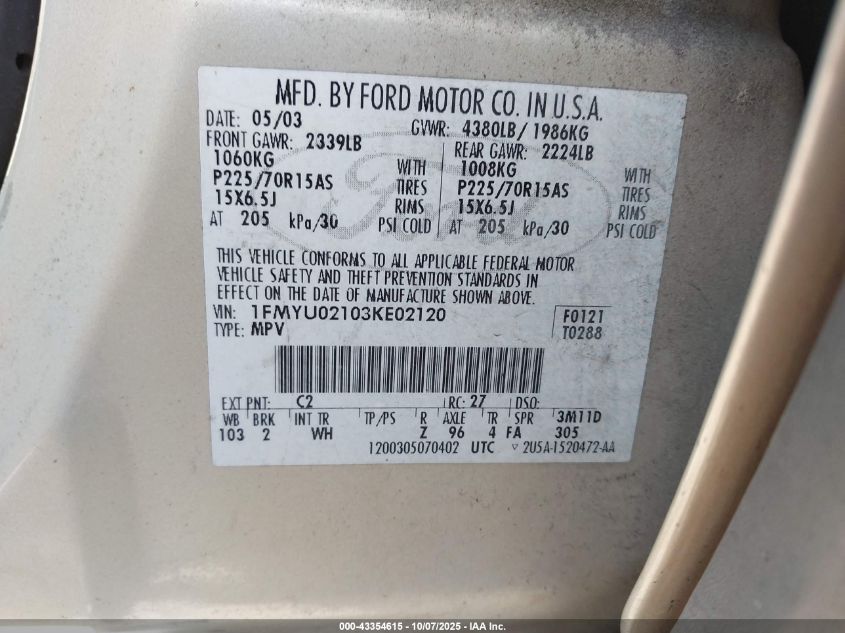 MFD. BY FORD MOTOR CO. IN U.S.A.
DATE: 05/03 GVWR: 4380LB/ 1986KG
FRONT GAWR: 2339LB REAR GAWR: 2224LB
1060KG WITH 1008KG WITH
P225/70R15AS TIRES P225/70R15AS TIRES
15X6.5J RIMS 15X6.5J RIMS
AT 205 kPa/30 PSI COLD AT 205 kPa/30 PSI COLD
Ford
THIS VEHICLE CONFORMS TO ALL APPLICABLE FEDERAL MOTOR
VEHICLE SAFETY AND THEFT PREVENTION STANDARDS IN
EFFECT ON THE DATE OF MANUFACTURE SHOWN ABOVE.
VIN: 1FMYU02103KE02120 F0121
TYPE: MPV T0288
EXT PNT: C2 RC: 27 DSO:
WB BRK INT TR TP/PS R AXLE TR SPR 3M11D
103 2 WH Z 96 4 FA 305
1200305070402 UTC ▿ 2U5A-1520472-AA
000-43354615 - 10/07/2025 - IAA Inc.